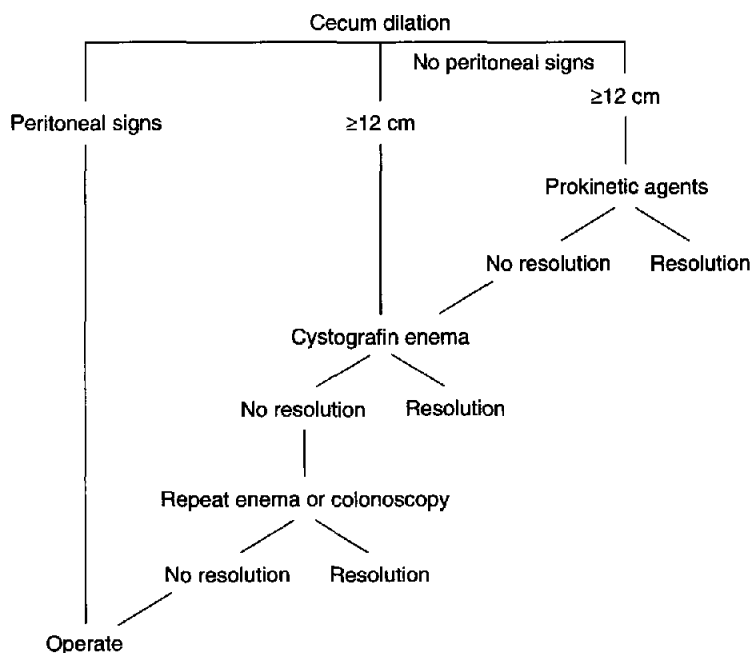 Cecum dilation
No peritoneal signs
Peritoneal signs
≥12 cm
≥12 cm
Prokinetic agents
No resolution
Resolution
Cystografin enema
No resolution
Resolution
Repeat enema or colonoscopy
No resolution
Resolution
Operate